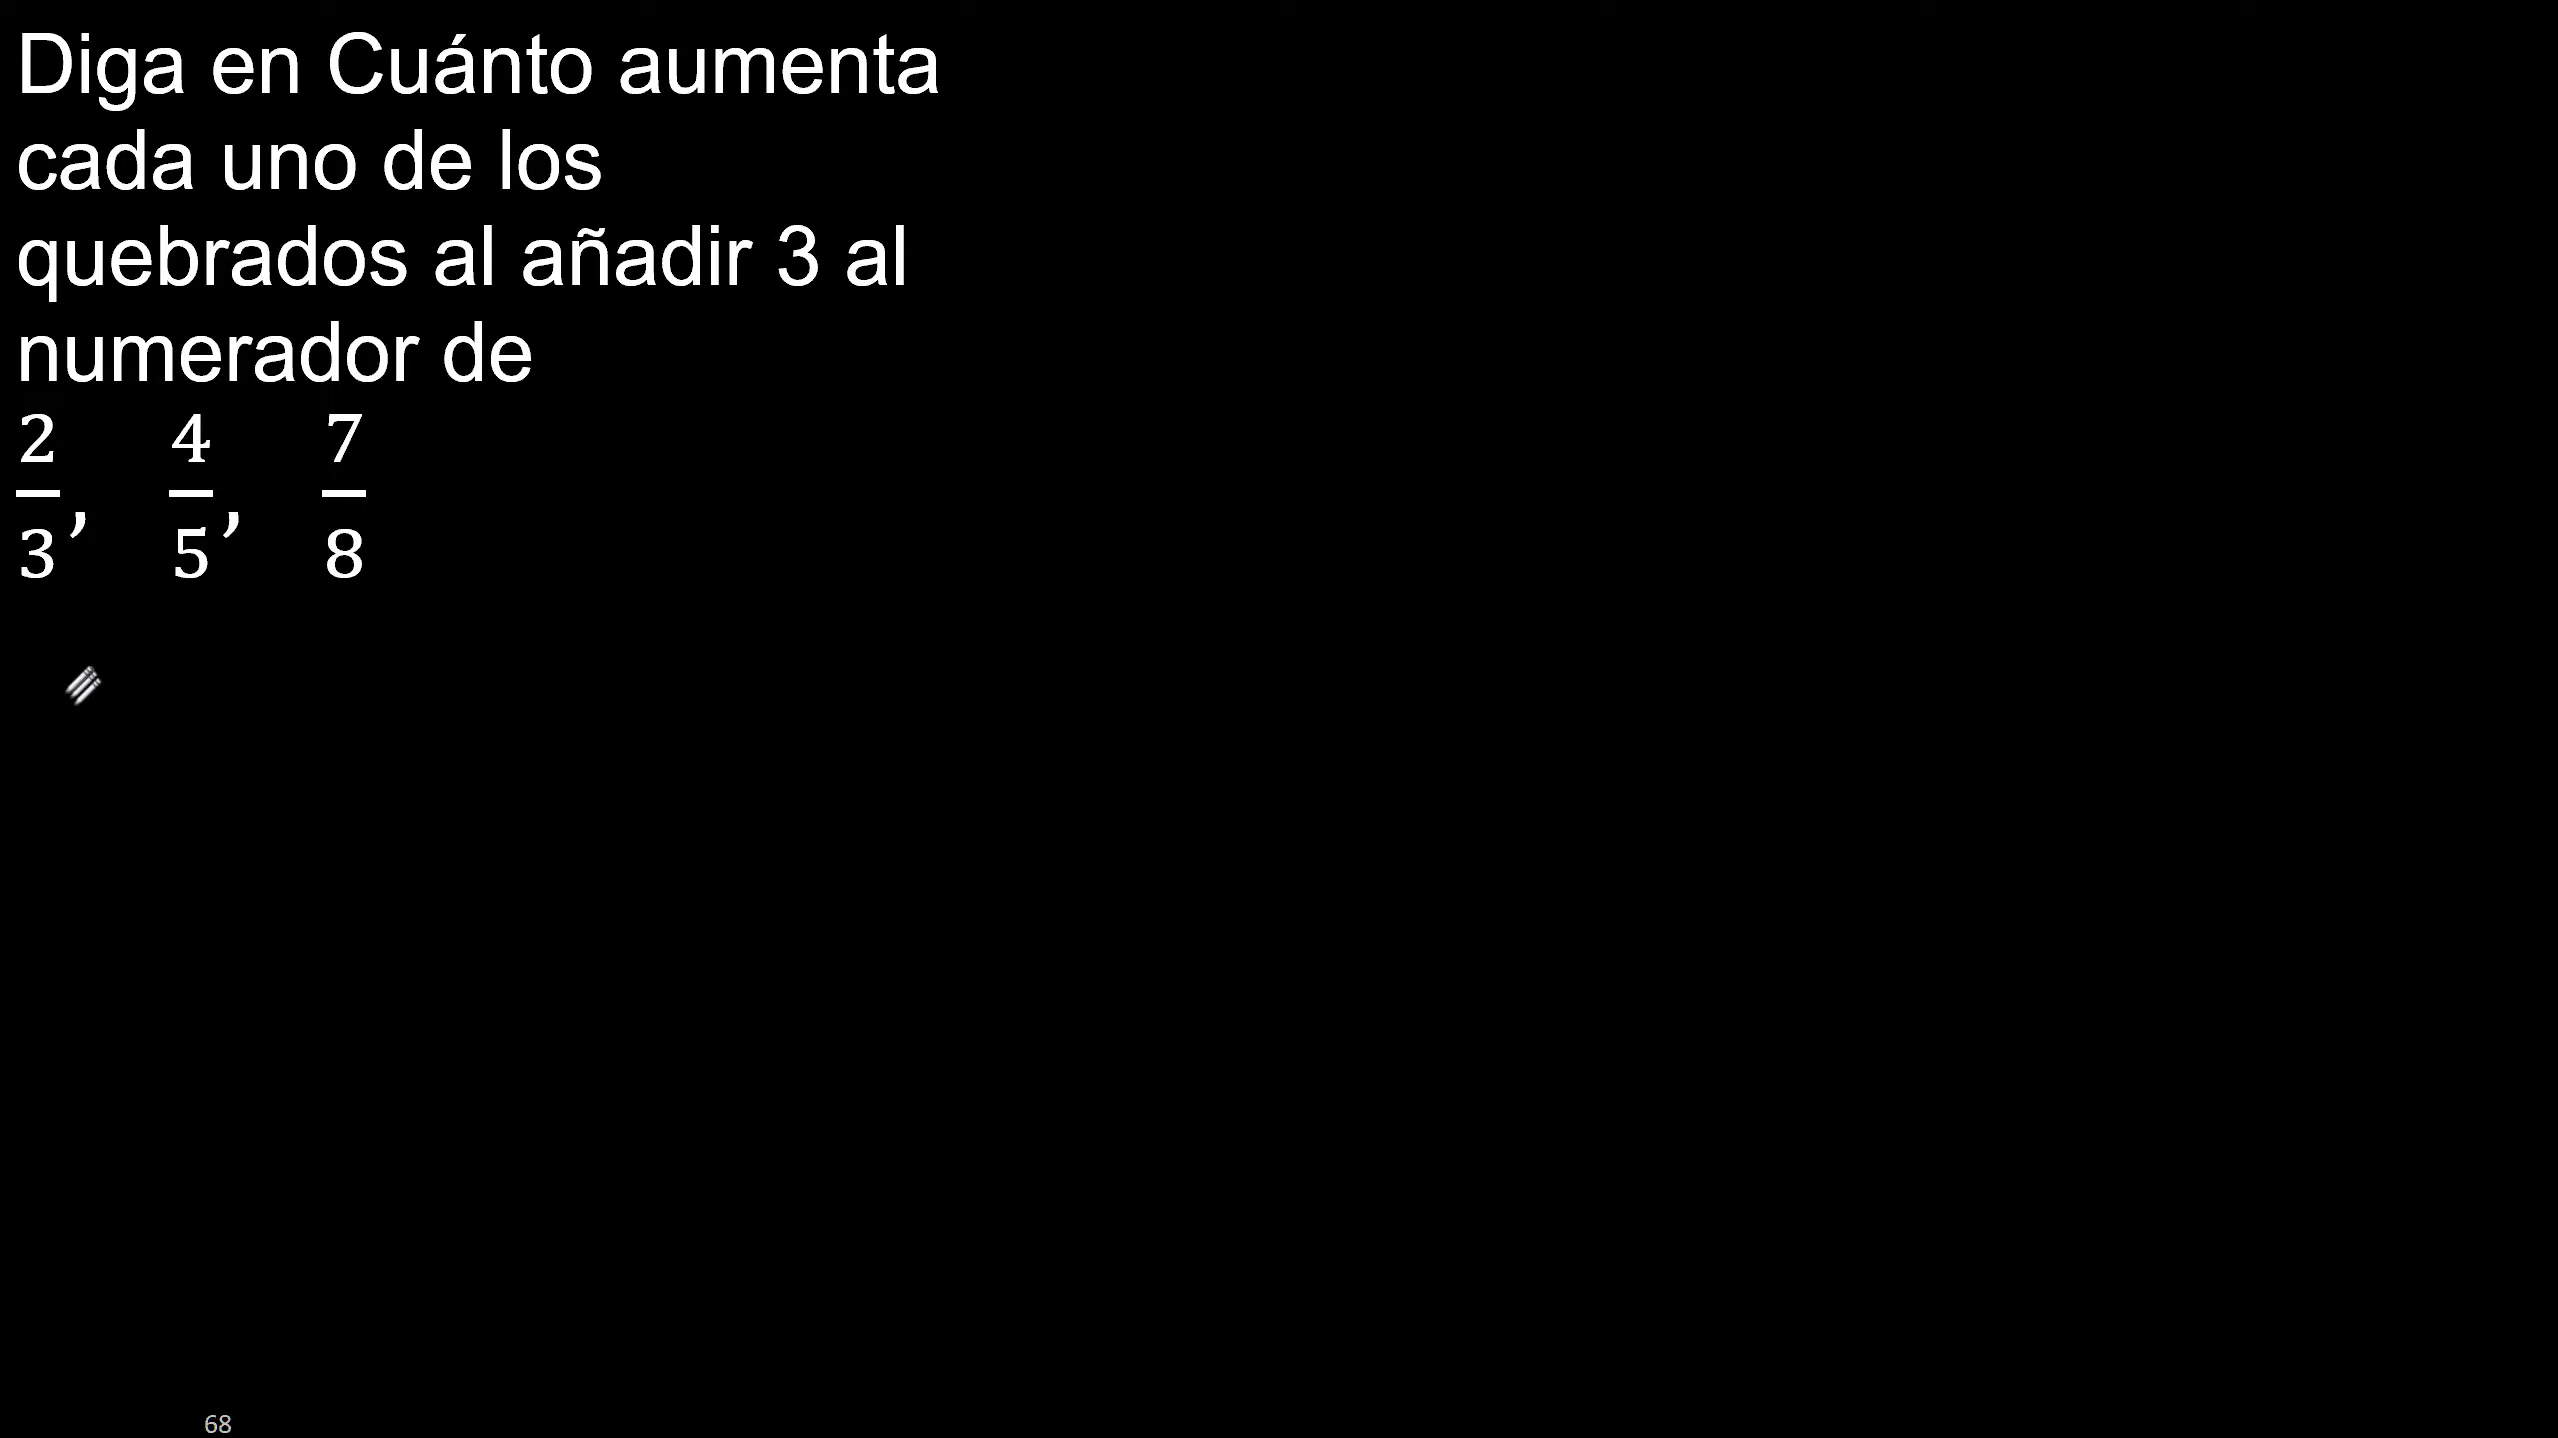 Diga en Cuánto aumenta
cada uno de los
quebrados al añadir 3 al
numerador de
2/3, 4/5, 7/8
68